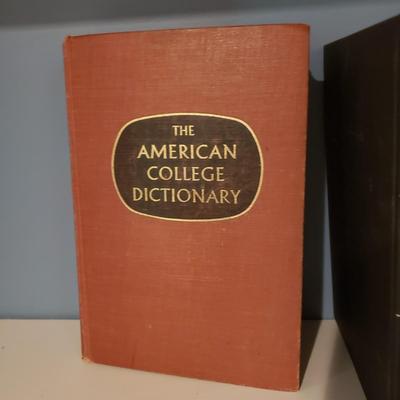 THE
AMERICAN
COLLEGE
DICTIONARY